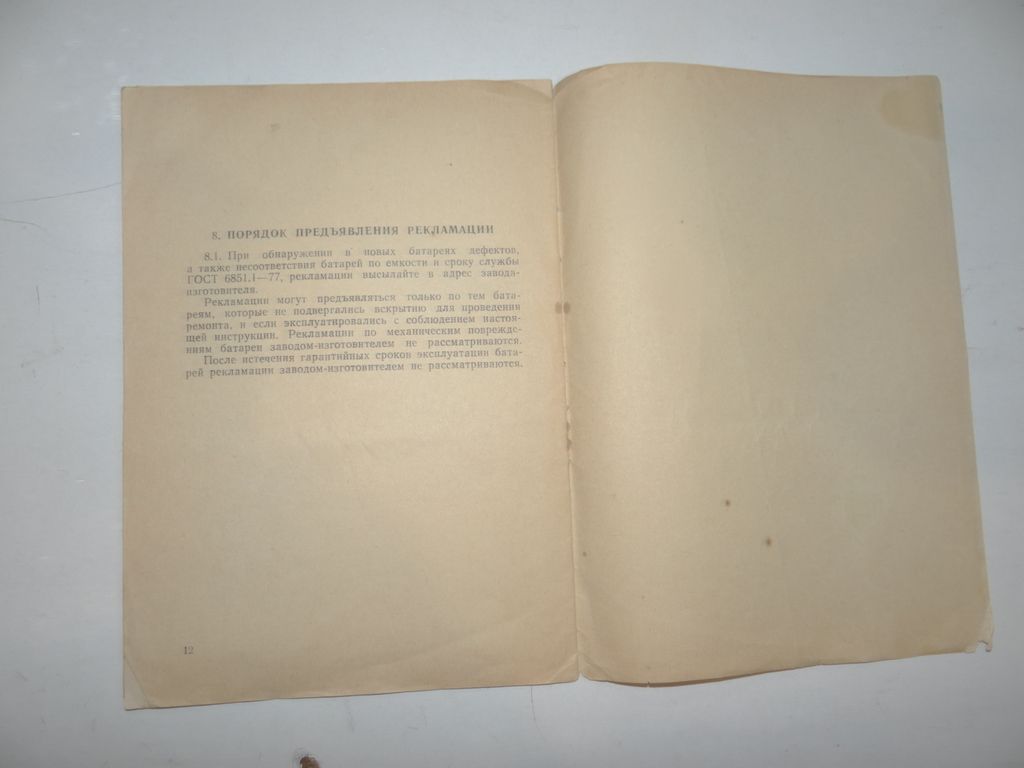 8. ПОРЯДОК ПРЕДЪЯВЛЕНИЯ РЕКЛАМАЦИИ
8.1. При обнаружении в новых батареях дефектов,
а также несоответствия батарей по емкости и сроку службы
ГОСТ 6851.1—77, рекламации высылайте в адрес завода-
изготовителя.
Рекламации могут предъявляться только по тем бата-
реям, которые не подвергались вскрытию для проведения
ремонта, и если эксплуатировались с соблюдением настоя-
щей инструкции. Рекламации по механическим поврежде-
ниям батарей заводом-изготовителем не рассматриваются.
После истечения гарантийных сроков эксплуатации бата-
рей рекламации заводом-изготовителем не рассматриваются.
12